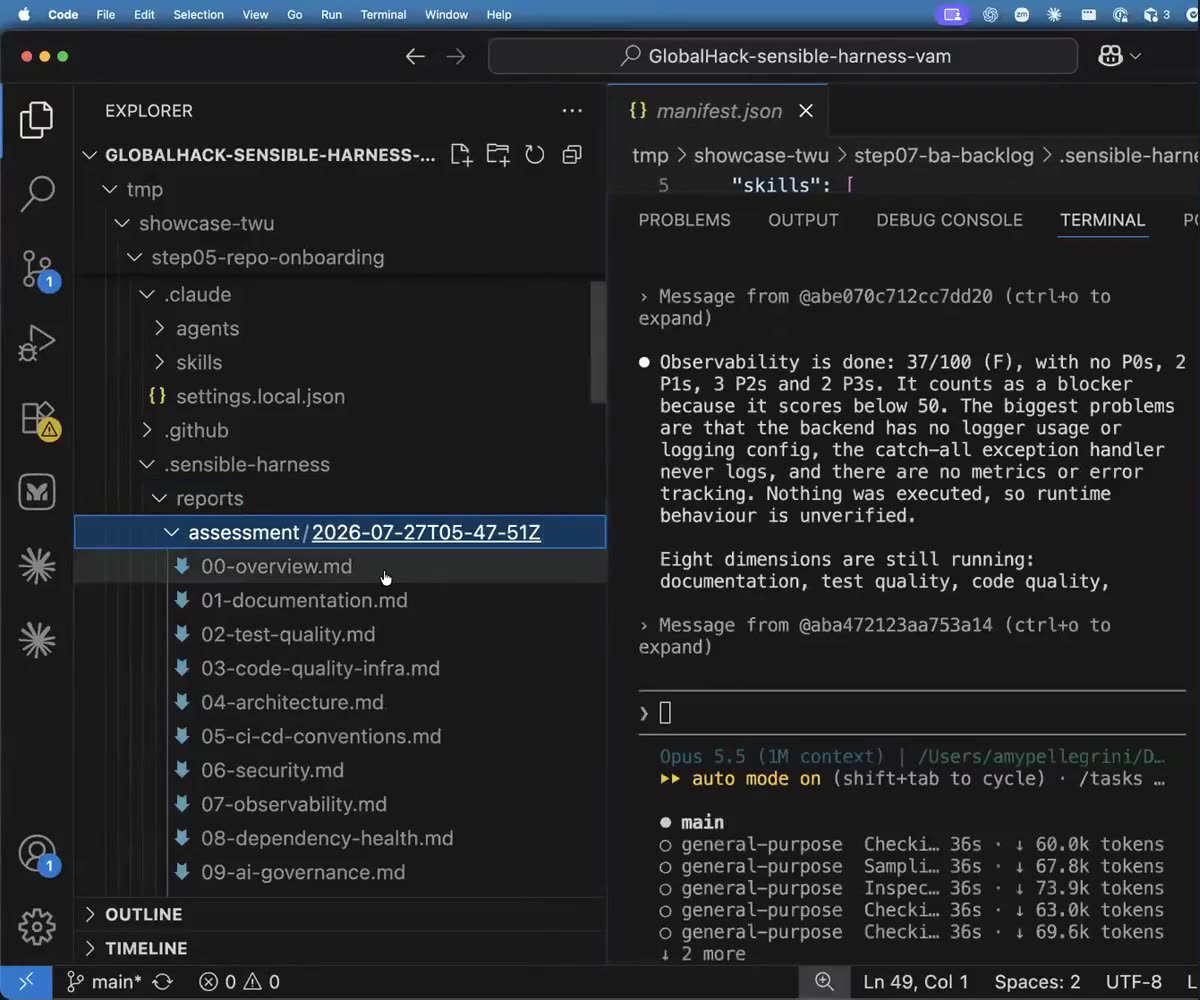 Code File Edit Selection View Go Run Terminal Window Help
zm
3
GlobalHack-sensible-harness-vam
EXPLORER
GLOBALHACK-SENSIBLE-HARNESS-...
tmp
showcase-twu
step05-repo-onboarding
.claude
agents
skills
{} settings.local.json
.github
.sensible-harness
reports
assessment/2026-07-27T05-47-51Z
00-overview.md
01-documentation.md
02-test-quality.md
03-code-quality-infra.md
04-architecture.md
05-ci-cd-conventions.md
06-security.md
07-observability.md
08-dependency-health.md
09-ai-governance.md
OUTLINE
TIMELINE
1
1
{} manifest.json
tmp > showcase-twu > step07-ba-backlog > .sensible-harne
5 "skills": [
PROBLEMS OUTPUT DEBUG CONSOLE TERMINAL PO
› Message from @abe070c712cc7dd20 (ctrl+o to
expand)
● Observability is done: 37/100 (F), with no P0s, 2
P1s, 3 P2s and 2 P3s. It counts as a blocker
because it scores below 50. The biggest problems
are that the backend has no logger usage or
logging config, the catch-all exception handler
never logs, and there are no metrics or error
tracking. Nothing was executed, so runtime
behaviour is unverified.
Eight dimensions are still running:
documentation, test quality, code quality,
› Message from @aba472123aa753a14 (ctrl+o to
expand)
❯
Opus 5.5 (1M context) | /Users/amypellegrini/D…
▸▸ auto mode on (shift+tab to cycle) · /tasks …
● main
○ general-purpose Checki… 36s · ↓ 60.0k tokens
○ general-purpose Sampli… 36s · ↓ 67.8k tokens
○ general-purpose Inspec… 36s · ↓ 73.9k tokens
○ general-purpose Checki… 36s · ↓ 63.0k tokens
○ general-purpose Checki… 36s · ↓ 69.6k tokens
↓ 2 more
main* 0 0 Ln 49, Col 1 Spaces: 2 UTF-8 L